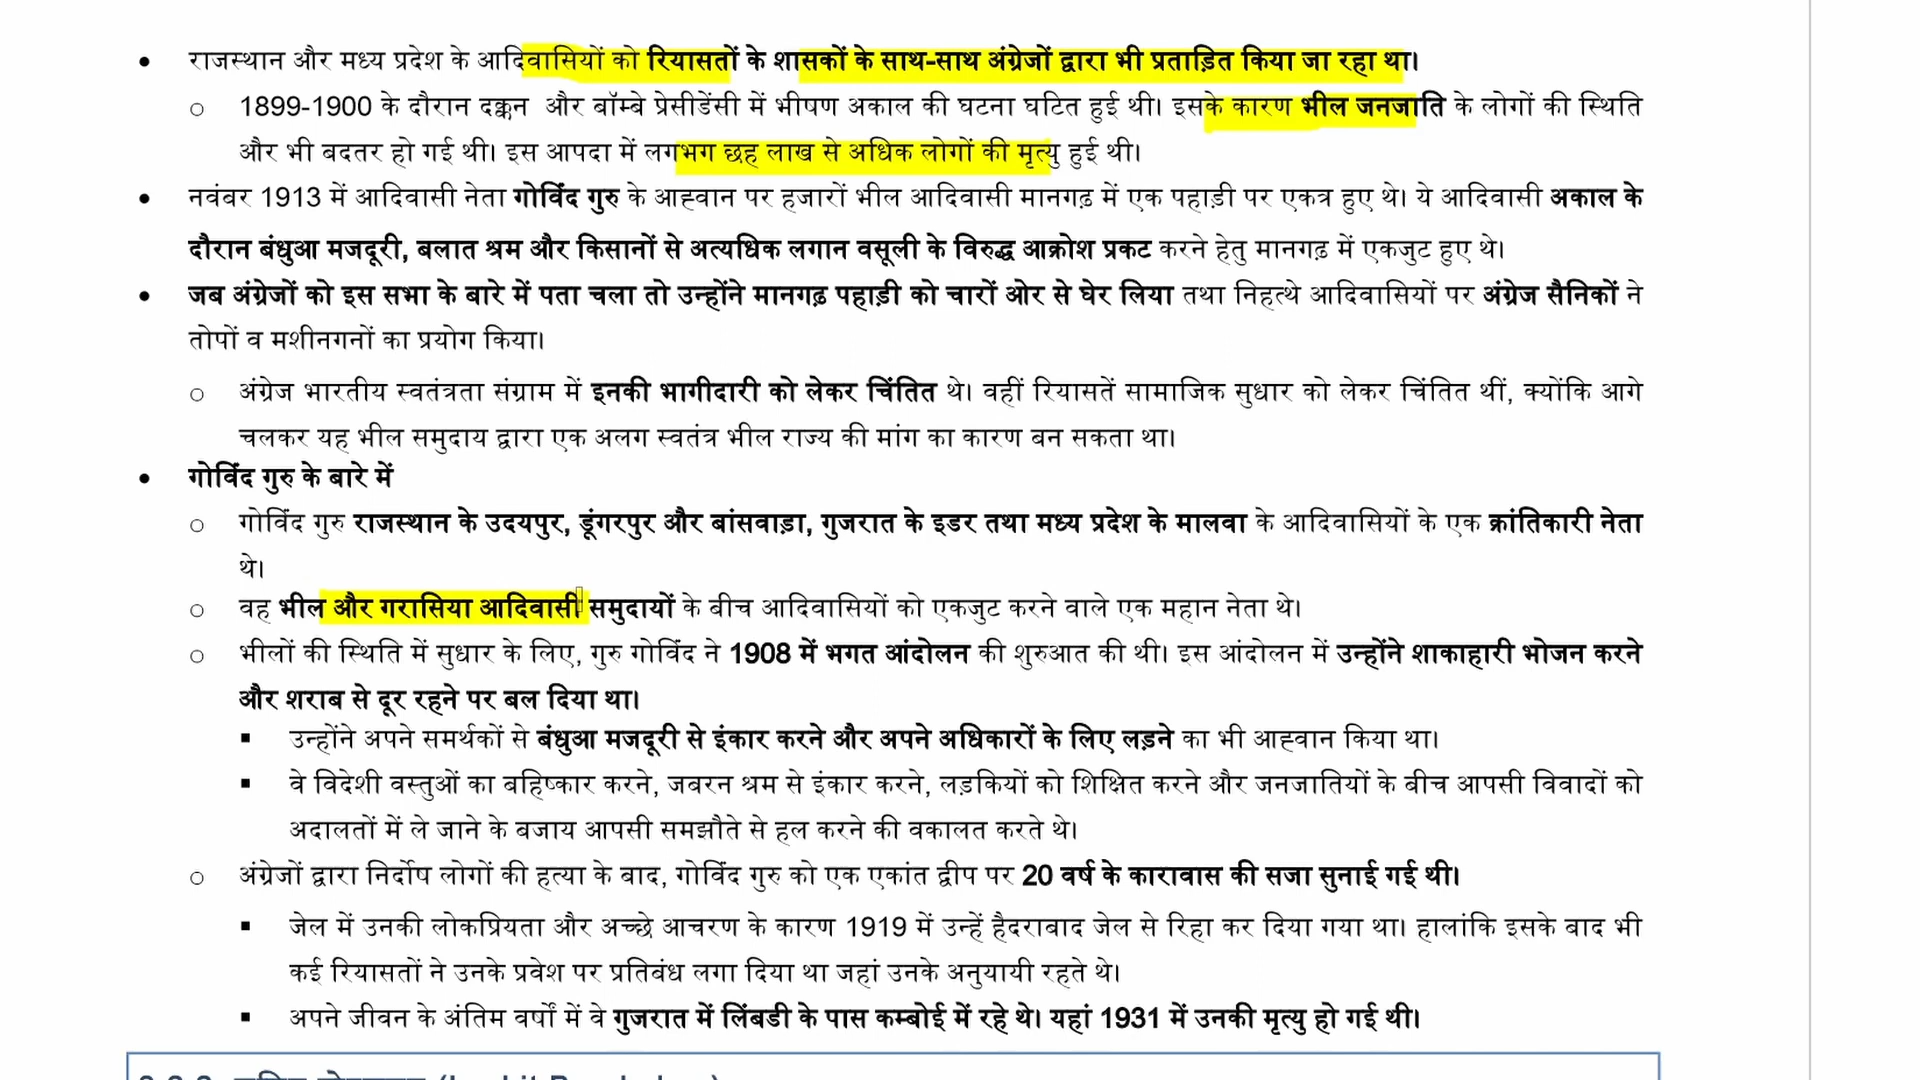 • राजस्थान और मध्य प्रदेश के आदिवासियों को रियासतों के शासकों के साथ-साथ अंग्रेजों द्वारा भी प्रताड़ित किया जा रहा था।
o 1899-1900 के दौरान दक्कन और बॉम्बे प्रेसीडेंसी में भीषण अकाल की घटना घटित हुई थी। इसके कारण भील जनजाति के लोगों की स्थिति
और भी बदतर हो गई थी। इस आपदा में लगभग छह लाख से अधिक लोगों की मृत्यु हुई थी।
• नवंबर 1913 में आदिवासी नेता गोविंद गुरु के आह्वान पर हजारों भील आदिवासी मानगढ़ में एक पहाड़ी पर एकत्र हुए थे। ये आदिवासी अकाल के
दौरान बंधुआ मजदूरी, बलात श्रम और किसानों से अत्यधिक लगान वसूली के विरुद्ध आक्रोश प्रकट करने हेतु मानगढ़ में एकजुट हुए थे।
• जब अंग्रेजों को इस सभा के बारे में पता चला तो उन्होंने मानगढ़ पहाड़ी को चारों ओर से घेर लिया तथा निहत्थे आदिवासियों पर अंग्रेज सैनिकों ने
तोपों व मशीनगनों का प्रयोग किया।
o अंग्रेज भारतीय स्वतंत्रता संग्राम में इनकी भागीदारी को लेकर चिंतित थे। वहीं रियासतें सामाजिक सुधार को लेकर चिंतित थीं, क्योंकि आगे
चलकर यह भील समुदाय द्वारा एक अलग स्वतंत्र भील राज्य की मांग का कारण बन सकता था।
• गोविंद गुरु के बारे में
o गोविंद गुरु राजस्थान के उदयपुर, डूंगरपुर और बांसवाड़ा, गुजरात के इडर तथा मध्य प्रदेश के मालवा के आदिवासियों के एक क्रांतिकारी नेता
थे।
o वह भील और गरासिया आदिवासी समुदायों के बीच आदिवासियों को एकजुट करने वाले एक महान नेता थे।
o भीलों की स्थिति में सुधार के लिए, गुरु गोविंद ने 1908 में भगत आंदोलन की शुरुआत की थी। इस आंदोलन में उन्होंने शाकाहारी भोजन करने
और शराब से दूर रहने पर बल दिया था।
▪ उन्होंने अपने समर्थकों से बंधुआ मजदूरी से इंकार करने और अपने अधिकारों के लिए लड़ने का भी आह्वान किया था।
▪ वे विदेशी वस्तुओं का बहिष्कार करने, जबरन श्रम से इंकार करने, लड़कियों को शिक्षित करने और जनजातियों के बीच आपसी विवादों को
अदालतों में ले जाने के बजाय आपसी समझौते से हल करने की वकालत करते थे।
o अंग्रेजों द्वारा निर्दोष लोगों की हत्या के बाद, गोविंद गुरु को एक एकांत द्वीप पर 20 वर्ष के कारावास की सजा सुनाई गई थी।
▪ जेल में उनकी लोकप्रियता और अच्छे आचरण के कारण 1919 में उन्हें हैदराबाद जेल से रिहा कर दिया गया था। हालांकि इसके बाद भी
कई रियासतों ने उनके प्रवेश पर प्रतिबंध लगा दिया था जहां उनके अनुयायी रहते थे।
▪ अपने जीवन के अंतिम वर्षों में वे गुजरात में लिंबडी के पास कम्बोई में रहे थे। यहां 1931 में उनकी मृत्यु हो गई थी।